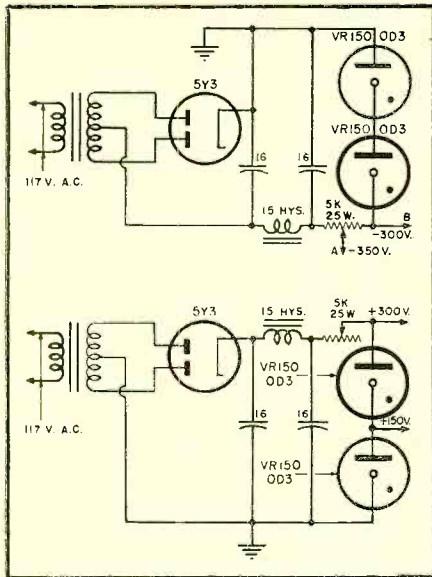 VR150 OD3
5Y3
VR150 OD3
16
16
117 V. A.C.
15 HYS.
5K
25W.
B
-300V.
A
-350V.
5Y3
15 HYS.
5K
25W
+300V.
VR150
OD3
16
16
+150V.
117 V. A.C.
VR150
OD3